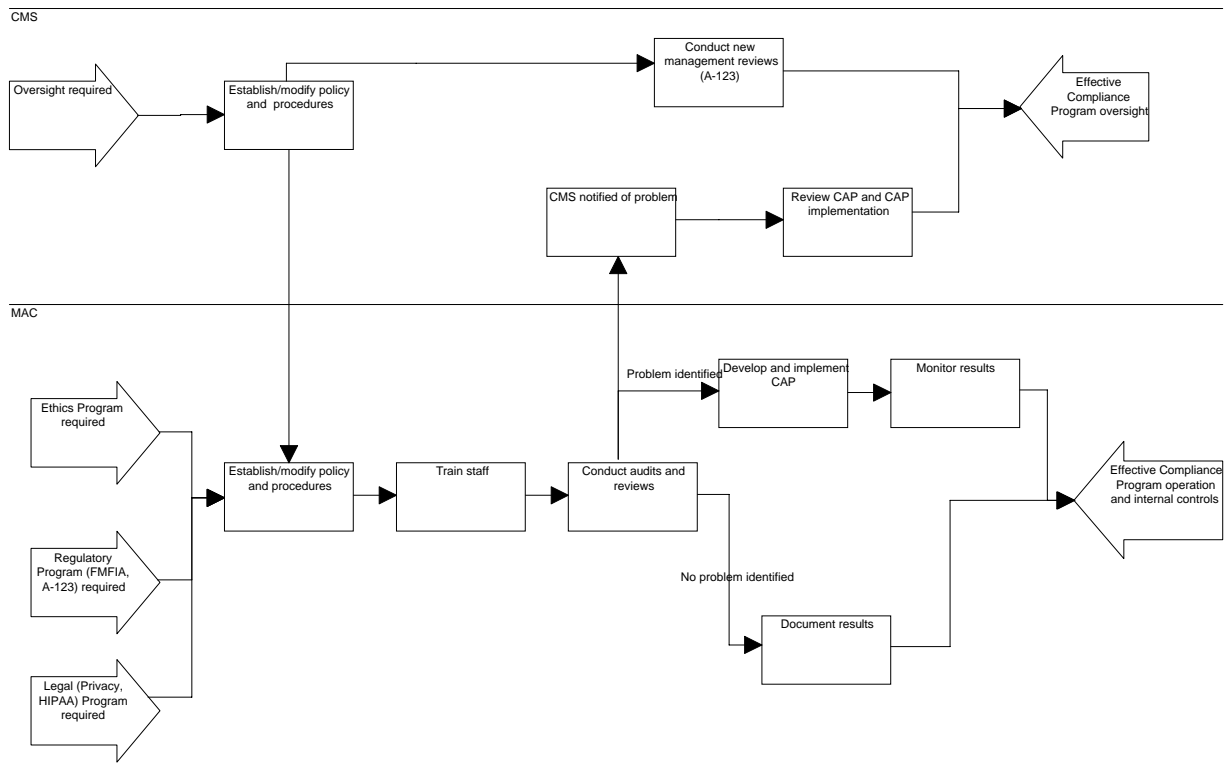 CMS
Oversight required
Establish/modify policy
and procedures
Conduct new
management reviews
(A-123)
Effective
Compliance
Program oversight
CMS notified of problem
Review CAP and CAP
implementation
MAC
Ethics Program
required
Regulatory
Program (FMFIA,
A-123) required
Legal (Privacy,
HIPAA) Program
required
Establish/modify policy
and procedures
Train staff
Conduct audits and
reviews
Problem identified
Develop and implement
CAP
Monitor results
No problem identified
Document results
Effective Compliance
Program operation
and internal controls